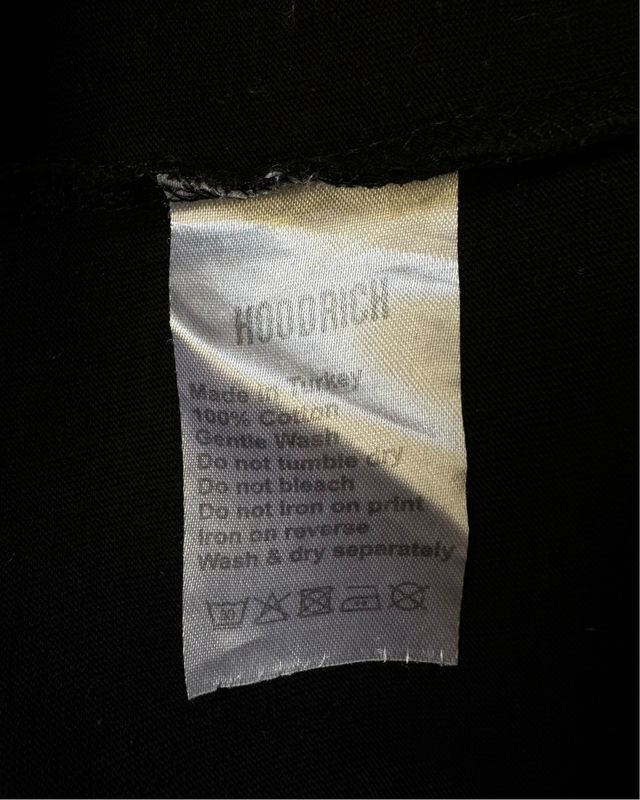 HOODRICH
Made in Turkey
100% Cotton
Gentle Wash
Do not tumble dry
Do not bleach
Do not iron on print
Iron on reverse
Wash & dry separately
30